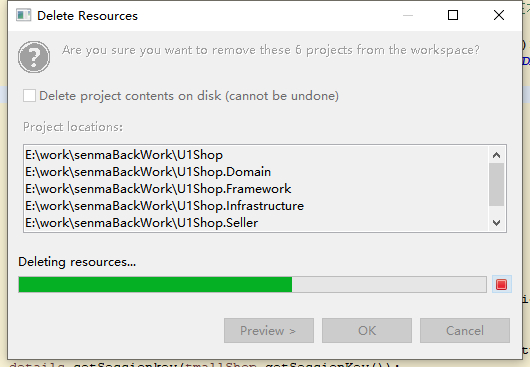 Delete Resources
Are you sure you want to remove these 6 projects from the workspace?
Delete project contents on disk (cannot be undone)
Project locations:
E:\work\senmaBackWork\U1Shop
E:\work\senmaBackWork\U1Shop.Domain
E:\work\senmaBackWork\U1Shop.Framework
E:\work\senmaBackWork\U1Shop.Infrastructure
E:\work\senmaBackWork\U1Shop.Seller
Deleting resources...
Preview >
OK
Cancel
details.setSessionkey(tmallShop.getSessionKey());